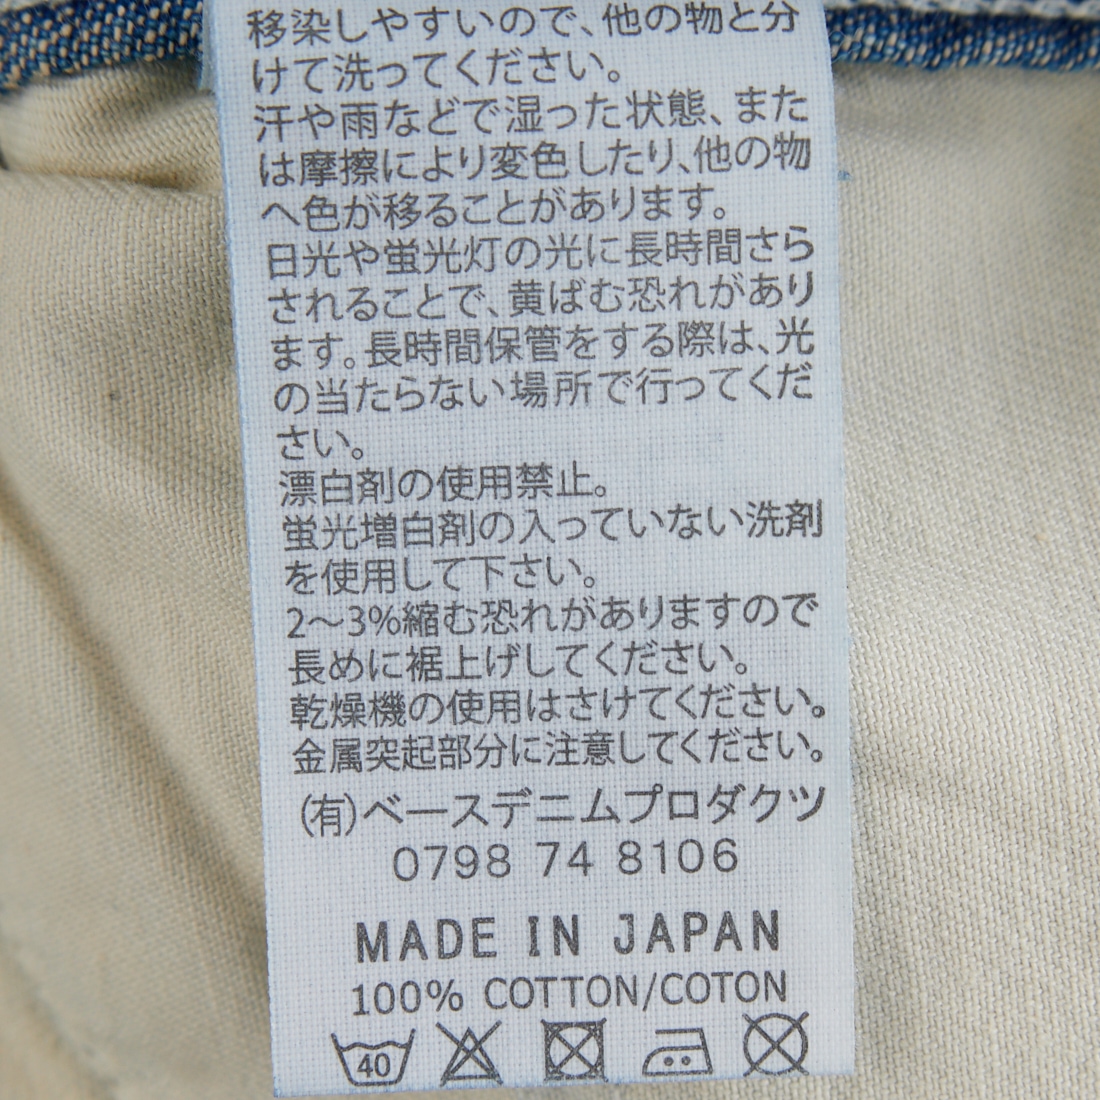 移染しやすいので、他の物と分
けて洗ってください。
汗や雨などで湿った状態、また
は摩擦により変色したり、他の物
へ色が移ることがあります。
日光や蛍光灯の光に長時間さら
されることで、黄ばむ恐れがあり
ます。長時間保管をする際は、光
の当たらない場所で行ってくだ
さい。
漂白剤の使用禁止。
蛍光増白剤の入っていない洗剤
を使用して下さい。
2〜3%縮む恐れがありますので
長めに裾上げしてください。
乾燥機の使用はさけてください。
金属突起部分に注意してください。
(有)ベースデニムプロダクツ
0798 74 8106
MADE IN JAPAN
100% COTTON/COTON
40